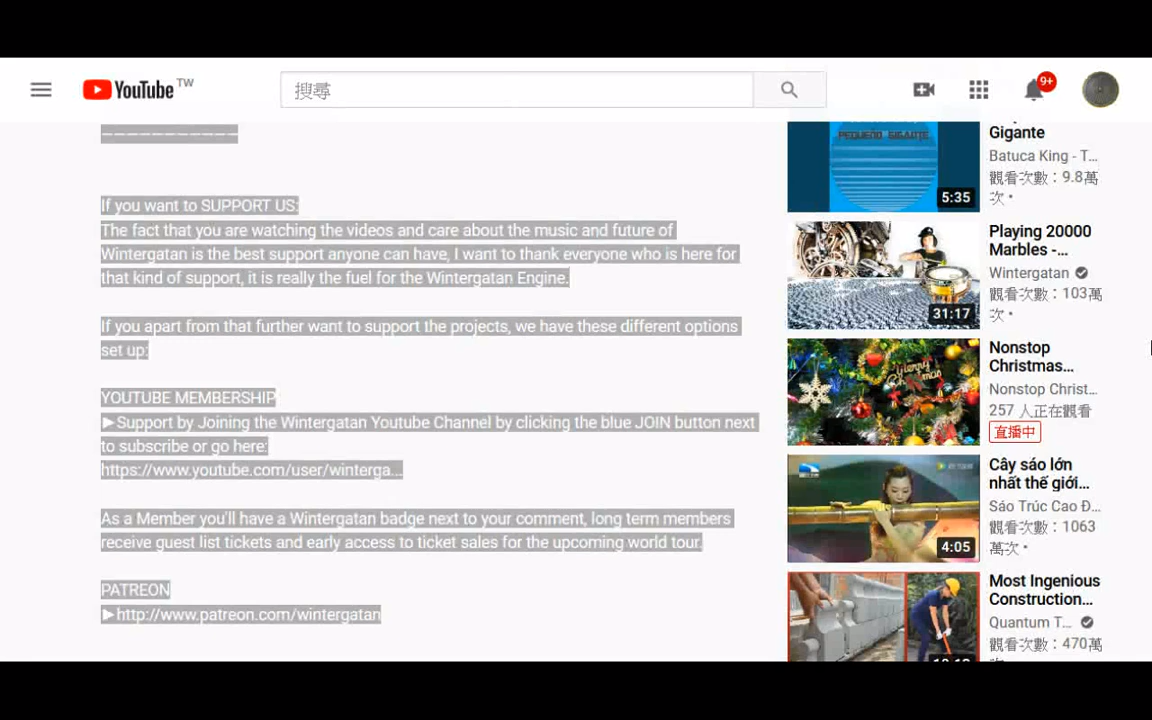 YouTube TW
搜尋
9+
If you want to SUPPORT US:
The fact that you are watching the videos and care about the music and future of
Wintergatan is the best support anyone can have, I want to thank everyone who is here for
that kind of support, it is really the fuel for the Wintergatan Engine.
If you apart from that further want to support the projects, we have these different options
set up:
YOUTUBE MEMBERSHIP:
►Support by Joining the Wintergatan Youtube Channel by clicking the blue JOIN button next
to subscribe or go here:
https://www.youtube.com/user/winterga...
As a Member you'll have a Wintergatan badge next to your comment, long term members
receive guest list tickets and early access to ticket sales for the upcoming world tour.
PATREON
►http://www.patreon.com/wintergatan
PEQUEÑO GIGANTE
5:35
Gigante
Batuca King - T...
觀看次數：9.8萬
次・
31:17
Playing 20000
Marbles -...
Wintergatan
觀看次數：103萬
次・
Merry
Christmas
Nonstop
Christmas...
Nonstop Christ...
257 人正在觀看
直播中
4:05
Cây sáo lớn
nhất thế giới...
Sáo Trúc Cao Đ...
觀看次數：1063
萬次・
Most Ingenious
Construction...
Quantum T...
觀看次數：470萬